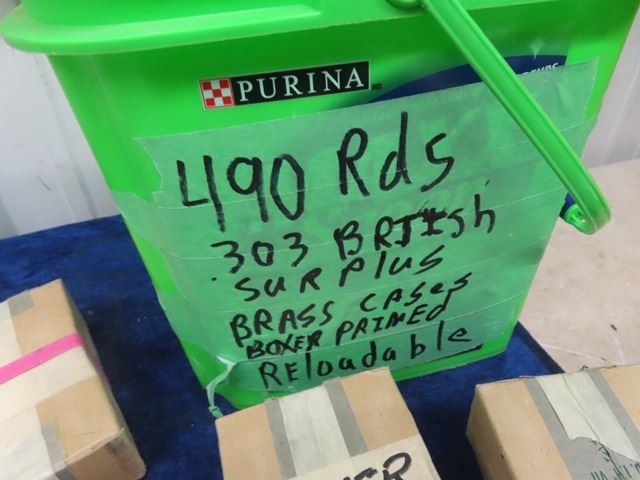 PURINA
490 Rds
.303 BRITish
SURPlus
BRASS CASes
BOXER PRIMED
RELoadable